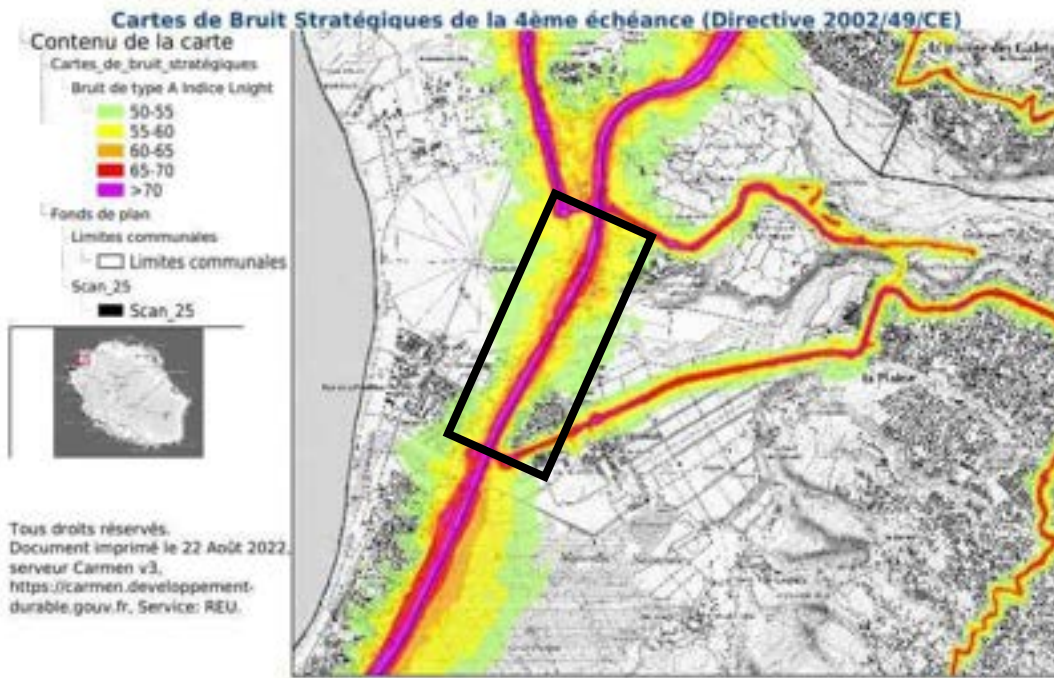 Cartes de Bruit Stratégiques de la 4ème échéance (Directive 2002/49/CE)
Contenu de la carte
Cartes_de_bruit_stratégiques
Bruit de type A Indice Lnight
50-55
55-60
60-65
65-70
>70
Fonds de plan
Limites communales
Limites communales
Scan_25
Scan_25
Tous droits réservés.
Document imprimé le 22 Août 2022,
serveur Carmen v3,
https://carmen.developpement-
durable.gouv.fr, Service: REU.
la Plaine